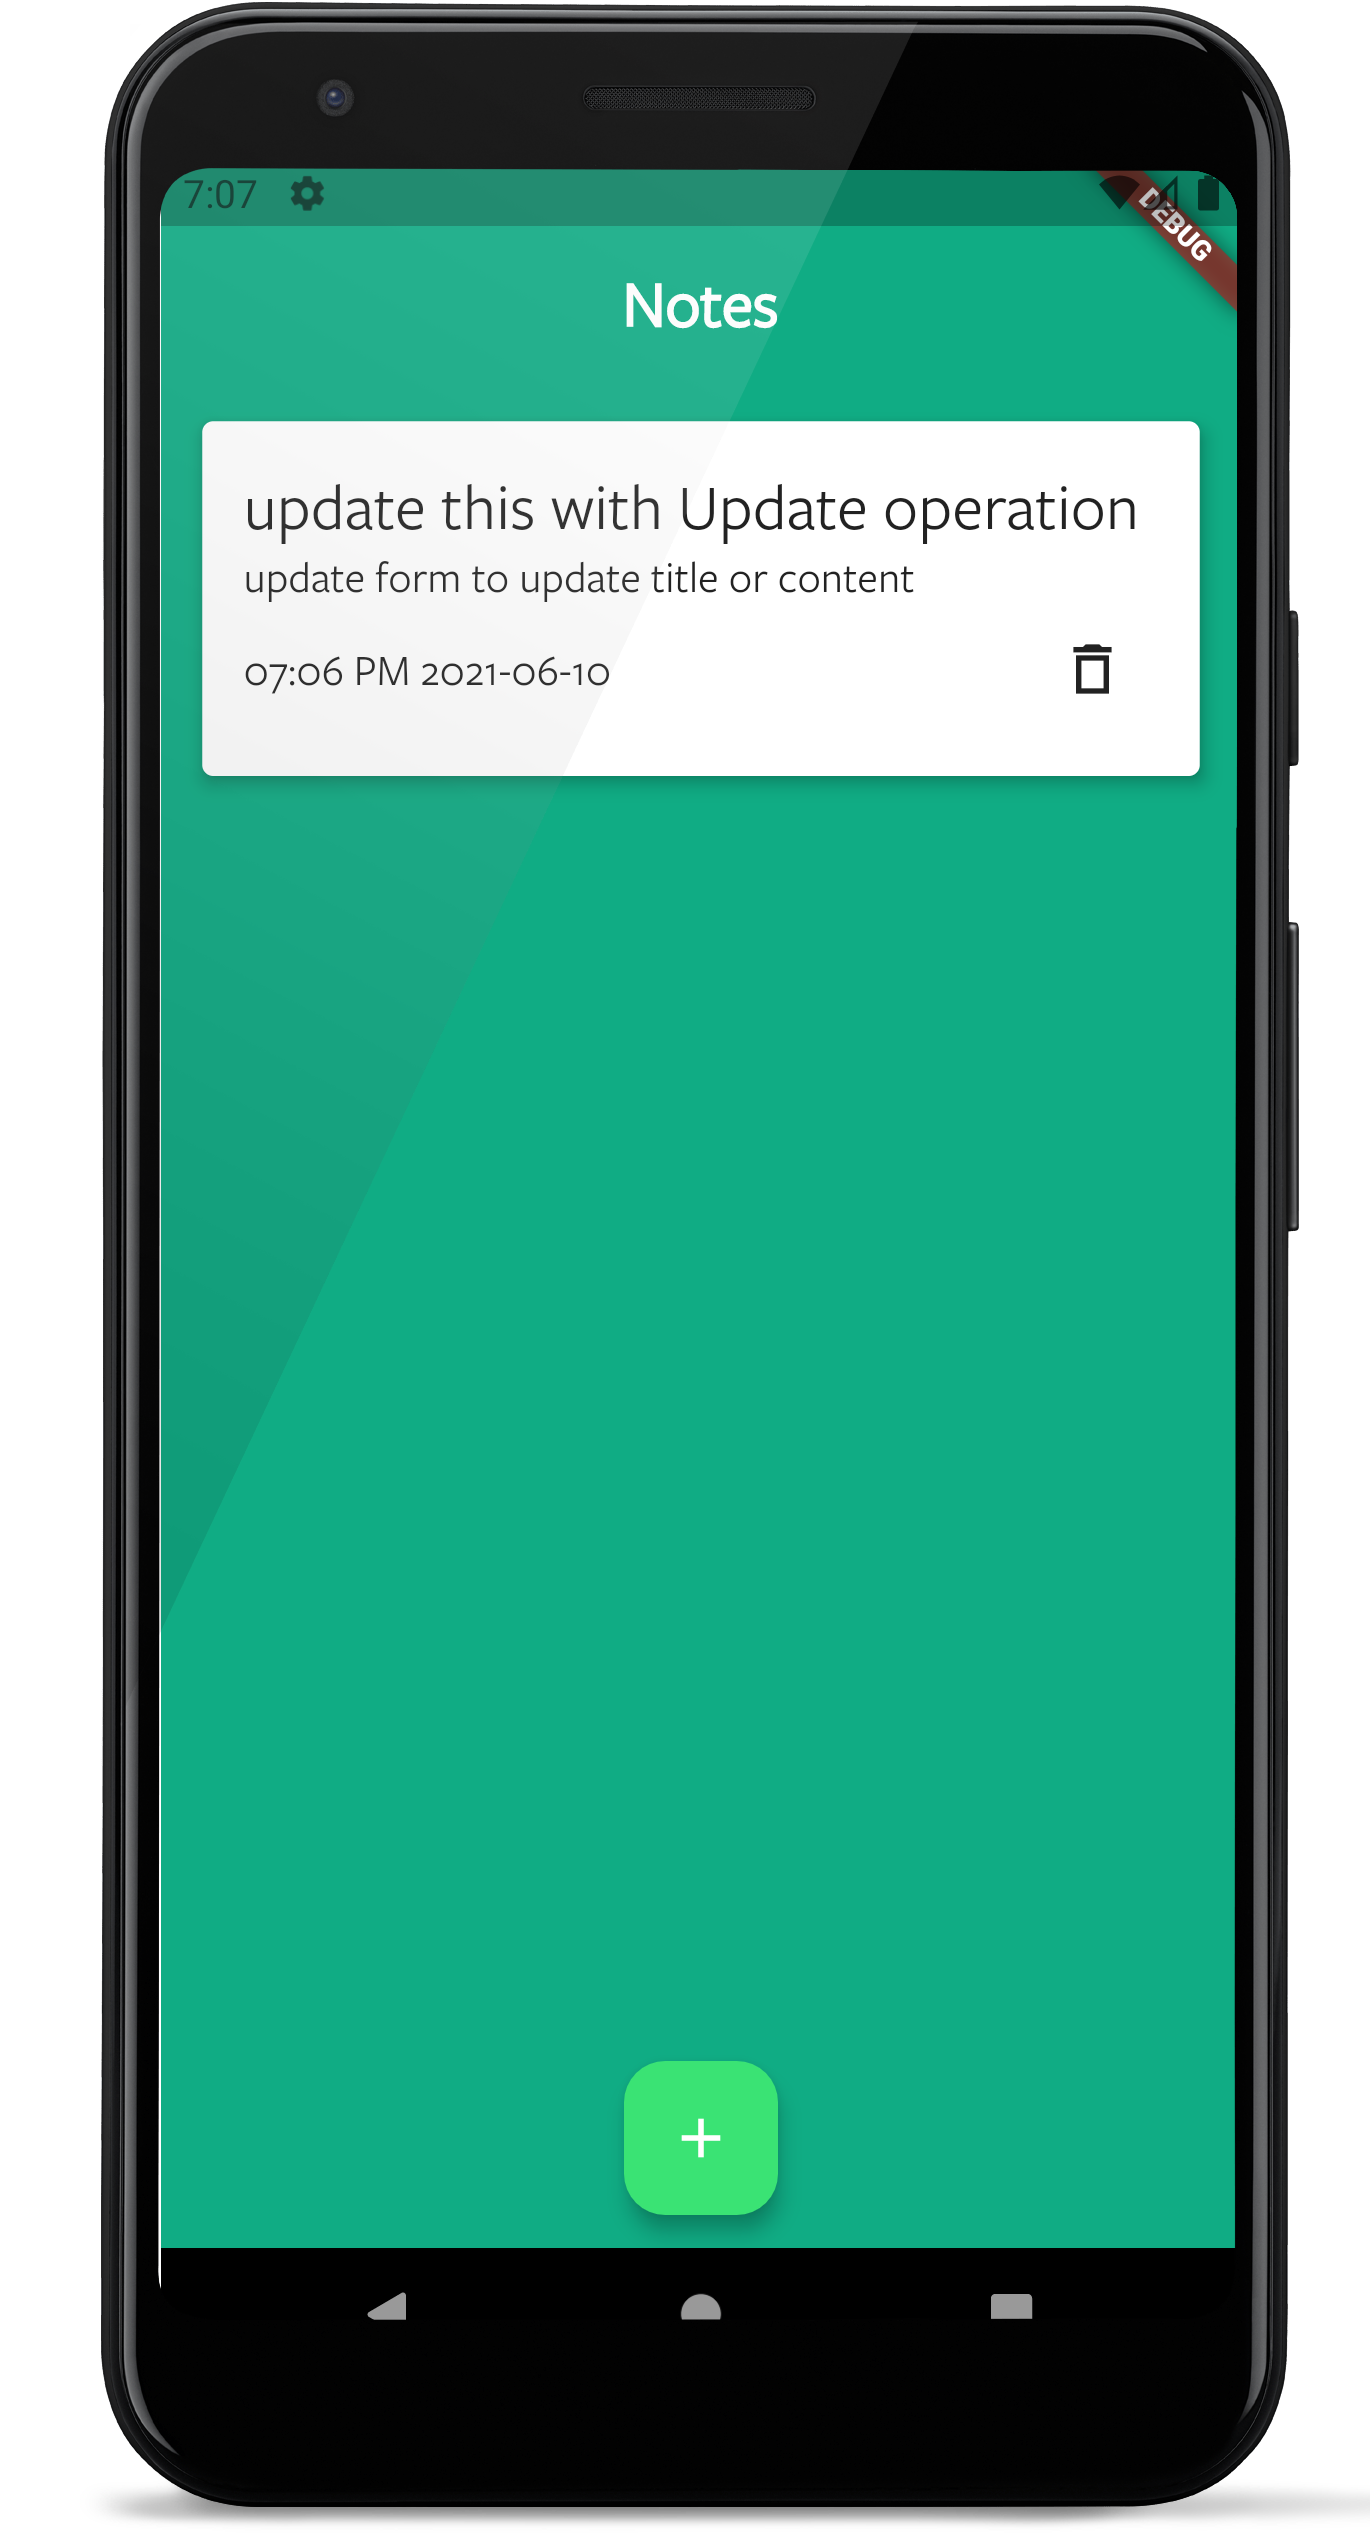 7:07
DEBUG
Notes
update this with Update operation
update form to update title or content
07:06 PM 2021-06-10
+